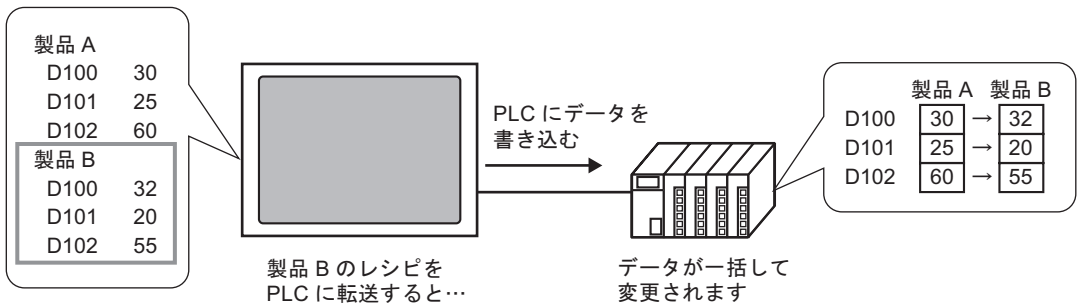 製品 A
D100 30
D101 25
D102 60
製品 B
D100 32
D101 20
D102 55
製品 B のレシピを
PLC に転送すると…
PLC にデータを
書き込む
データが一括して
変更されます
製品 A 製品 B
D100 30 → 32
D101 25 → 20
D102 60 → 55